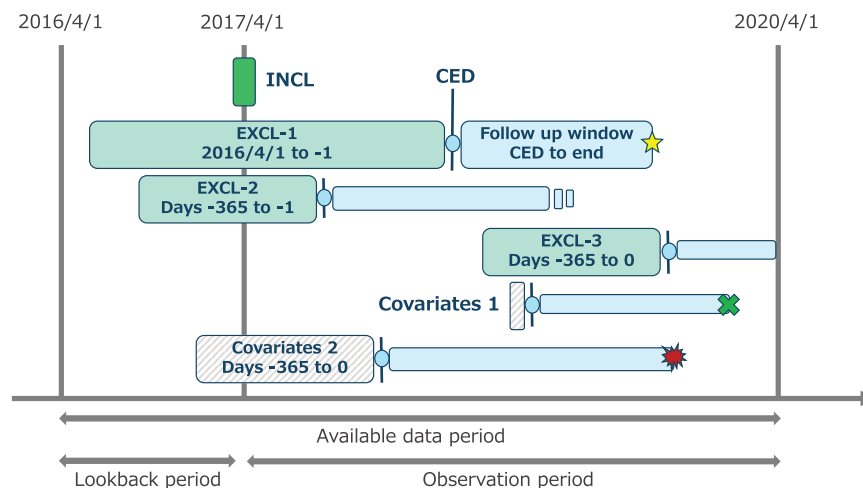 2016/4/1
2017/4/1
2020/4/1
INCL
CED
EXCL-1
2016/4/1 to -1
Follow up window
CED to end
EXCL-2
Days -365 to -1
EXCL-3
Days -365 to 0
Covariates 1
Covariates 2
Days -365 to 0
Available data period
Lookback period
Observation period